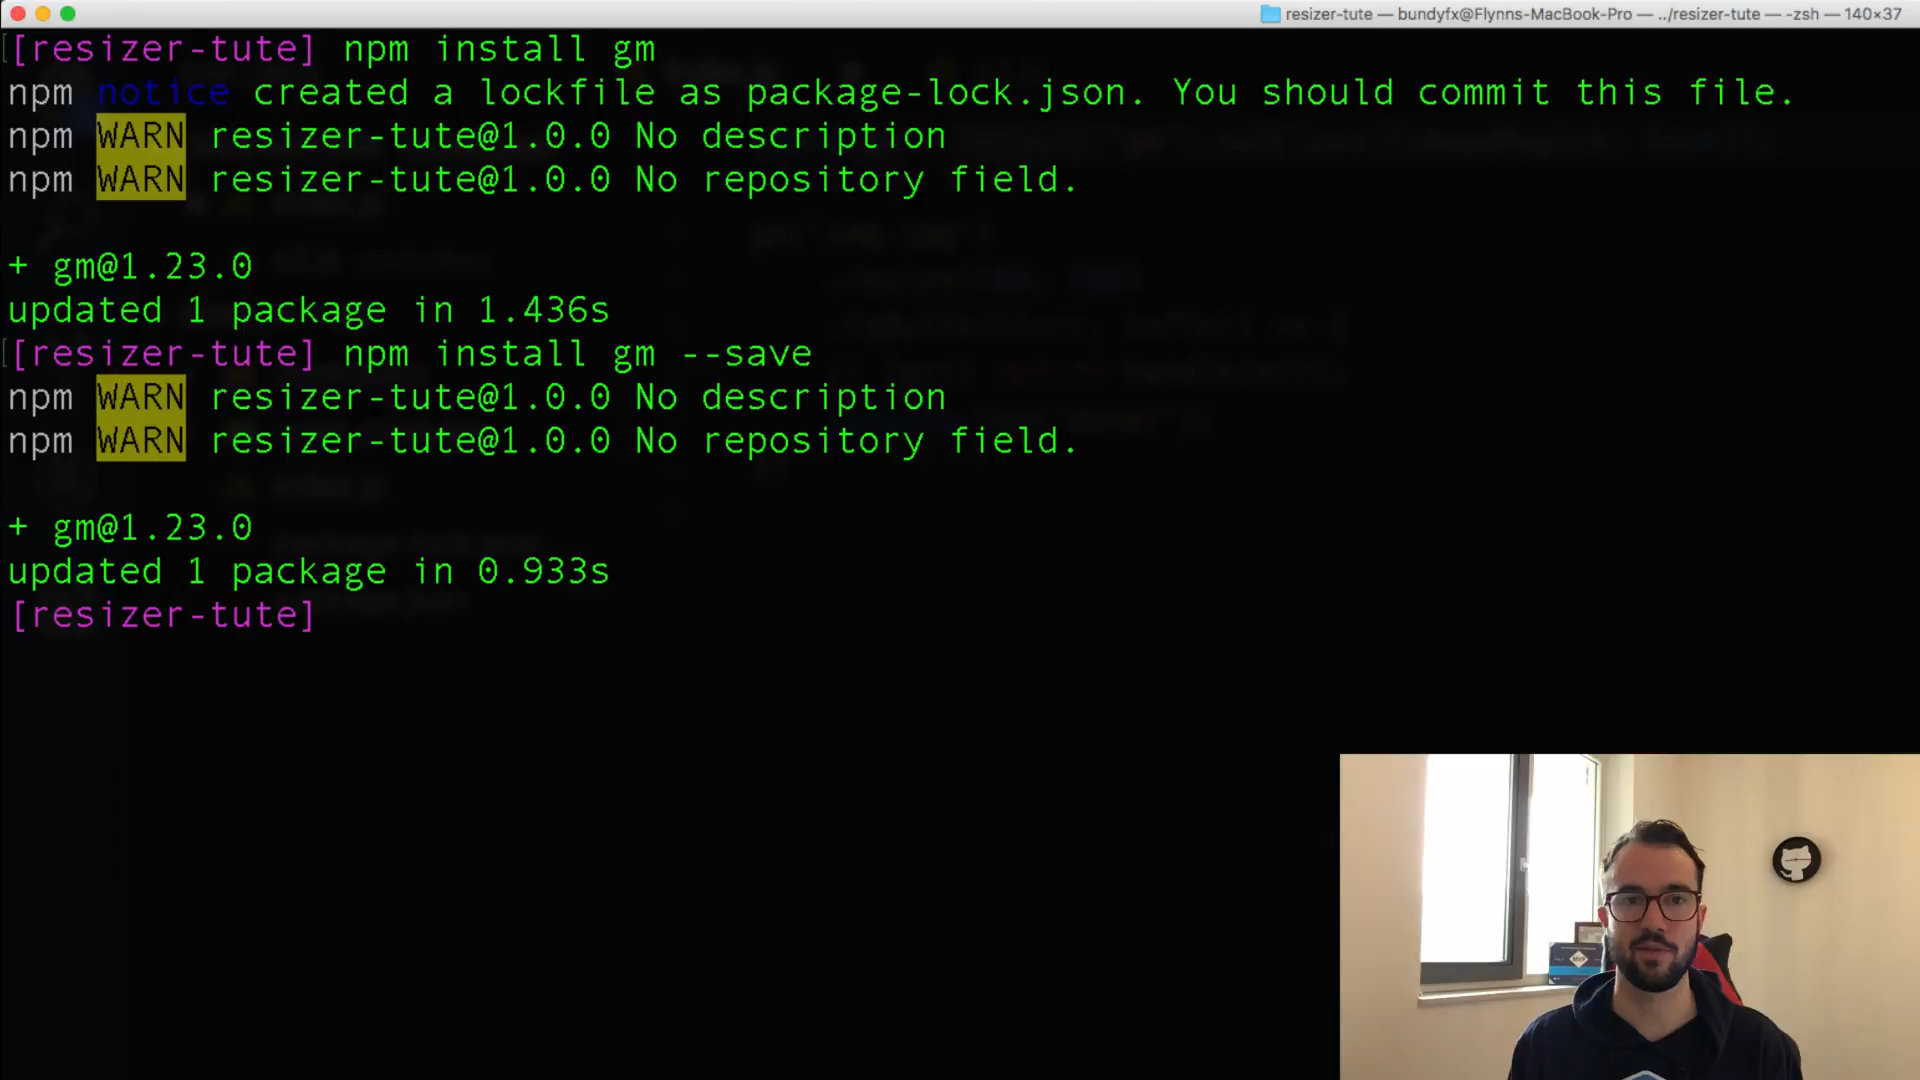 resizer-tute — bundyfx@Flynns-MacBook-Pro — ../resizer-tute — -zsh — 140×37
[resizer-tute] npm install gm
npm notice created a lockfile as package-lock.json. You should commit this file.
npm WARN resizer-tute@1.0.0 No description
npm WARN resizer-tute@1.0.0 No repository field.
+ gm@1.23.0
updated 1 package in 1.436s
[resizer-tute] npm install gm --save
npm WARN resizer-tute@1.0.0 No description
npm WARN resizer-tute@1.0.0 No repository field.
+ gm@1.23.0
updated 1 package in 0.933s
[resizer-tute]
MVP